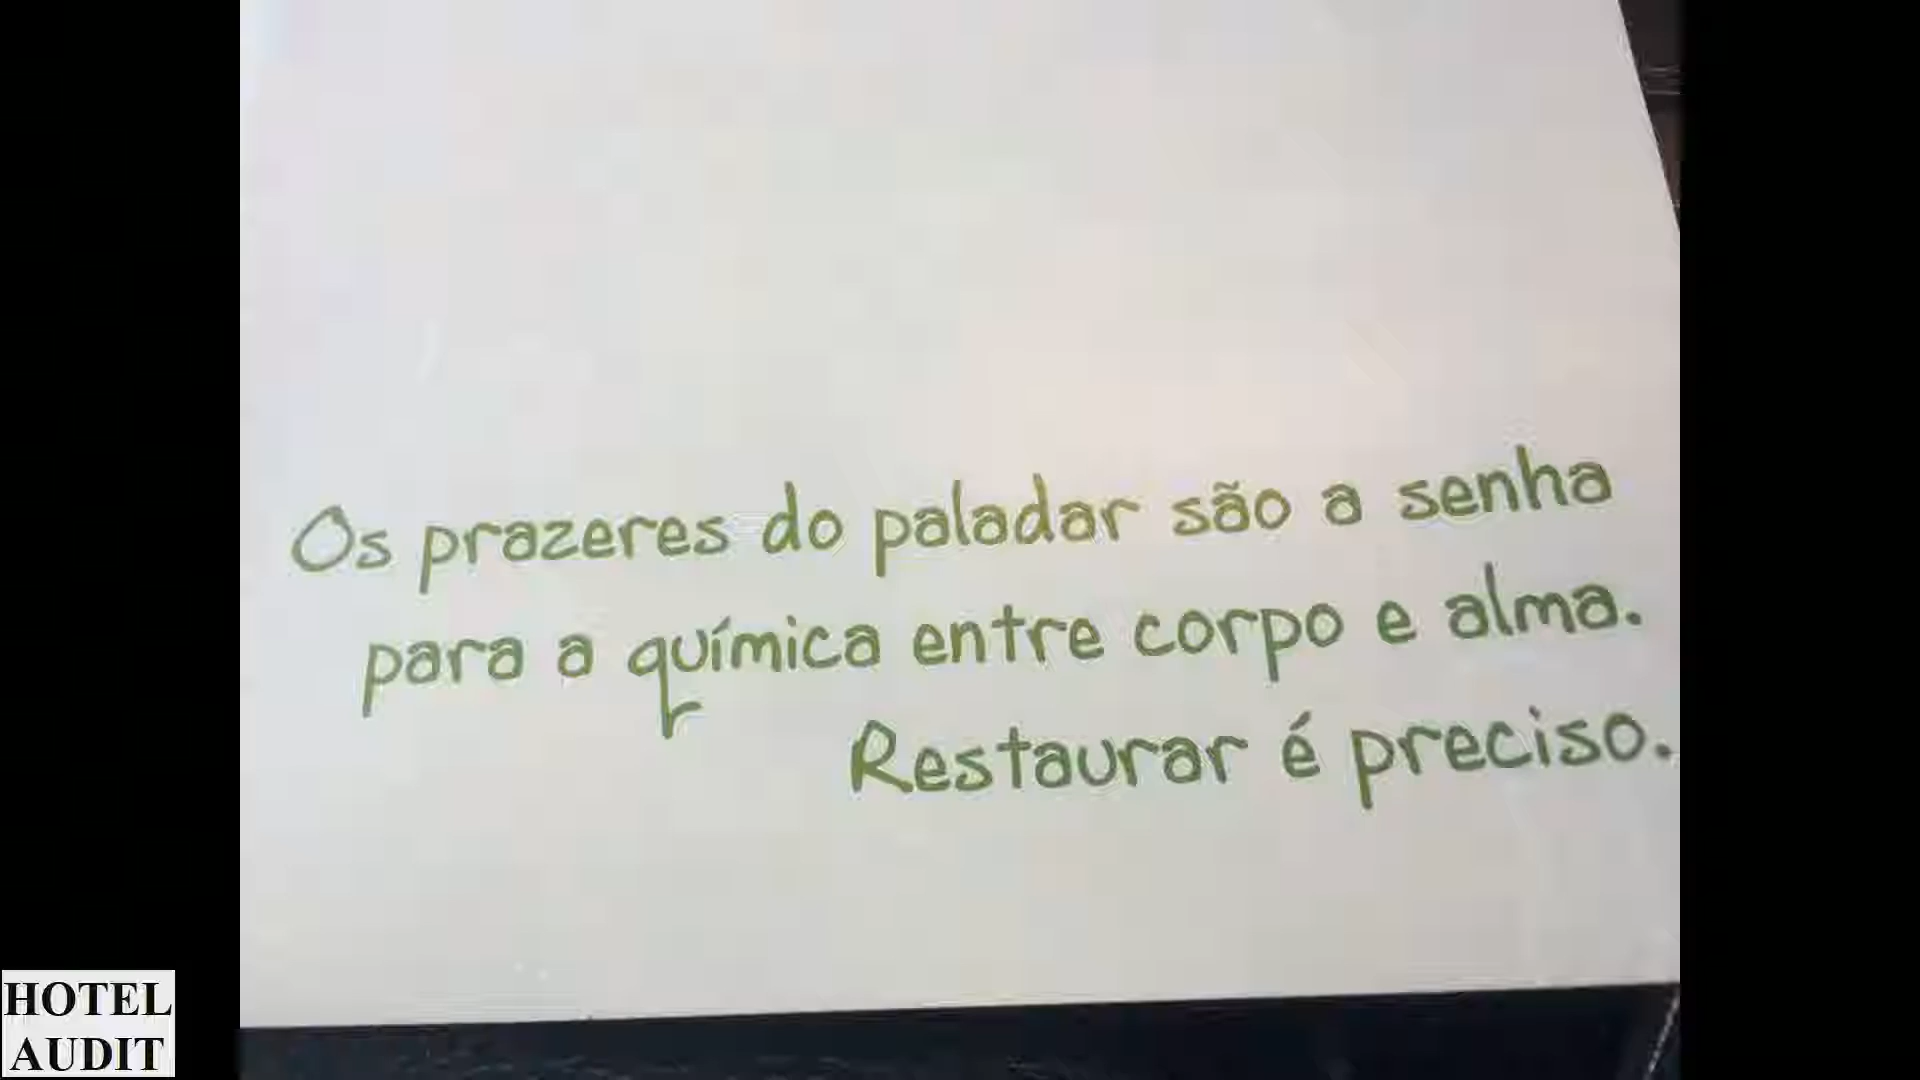 Os prazeres do paladar são a senha
para a química entre corpo e alma.
Restaurar é preciso.
HOTEL
AUDIT